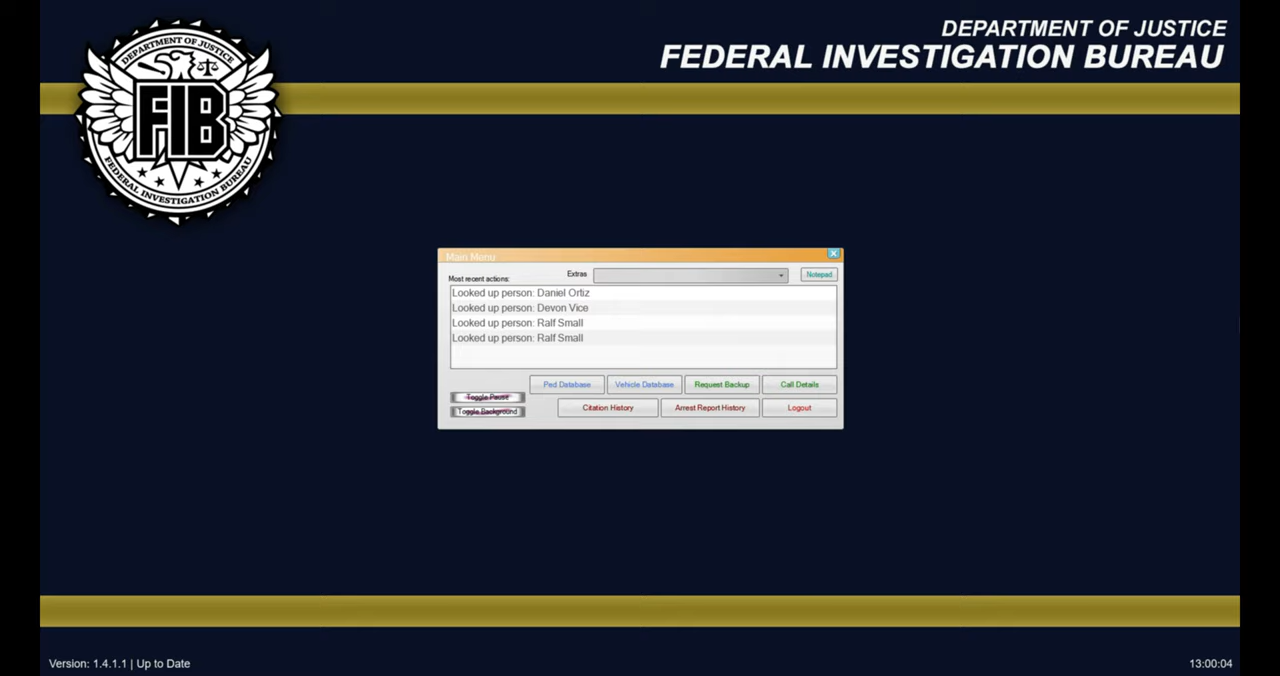 DEPARTMENT OF JUSTICE
FEDERAL INVESTIGATION BUREAU
DEPARTMENT OF JUSTICE
FIB
FEDERAL INVESTIGATION BUREAU
Main Menu
Most recent actions:
Extras
Notepad
Looked up person: Daniel Ortiz
Looked up person: Devon Vice
Looked up person: Ralf Small
Looked up person: Ralf Small
Ped Database
Vehicle Database
Request Backup
Call Details
Toggle Pause
Toggle Background
Citation History
Arrest Report History
Logout
Version: 1.4.1.1 | Up to Date
13:00:04